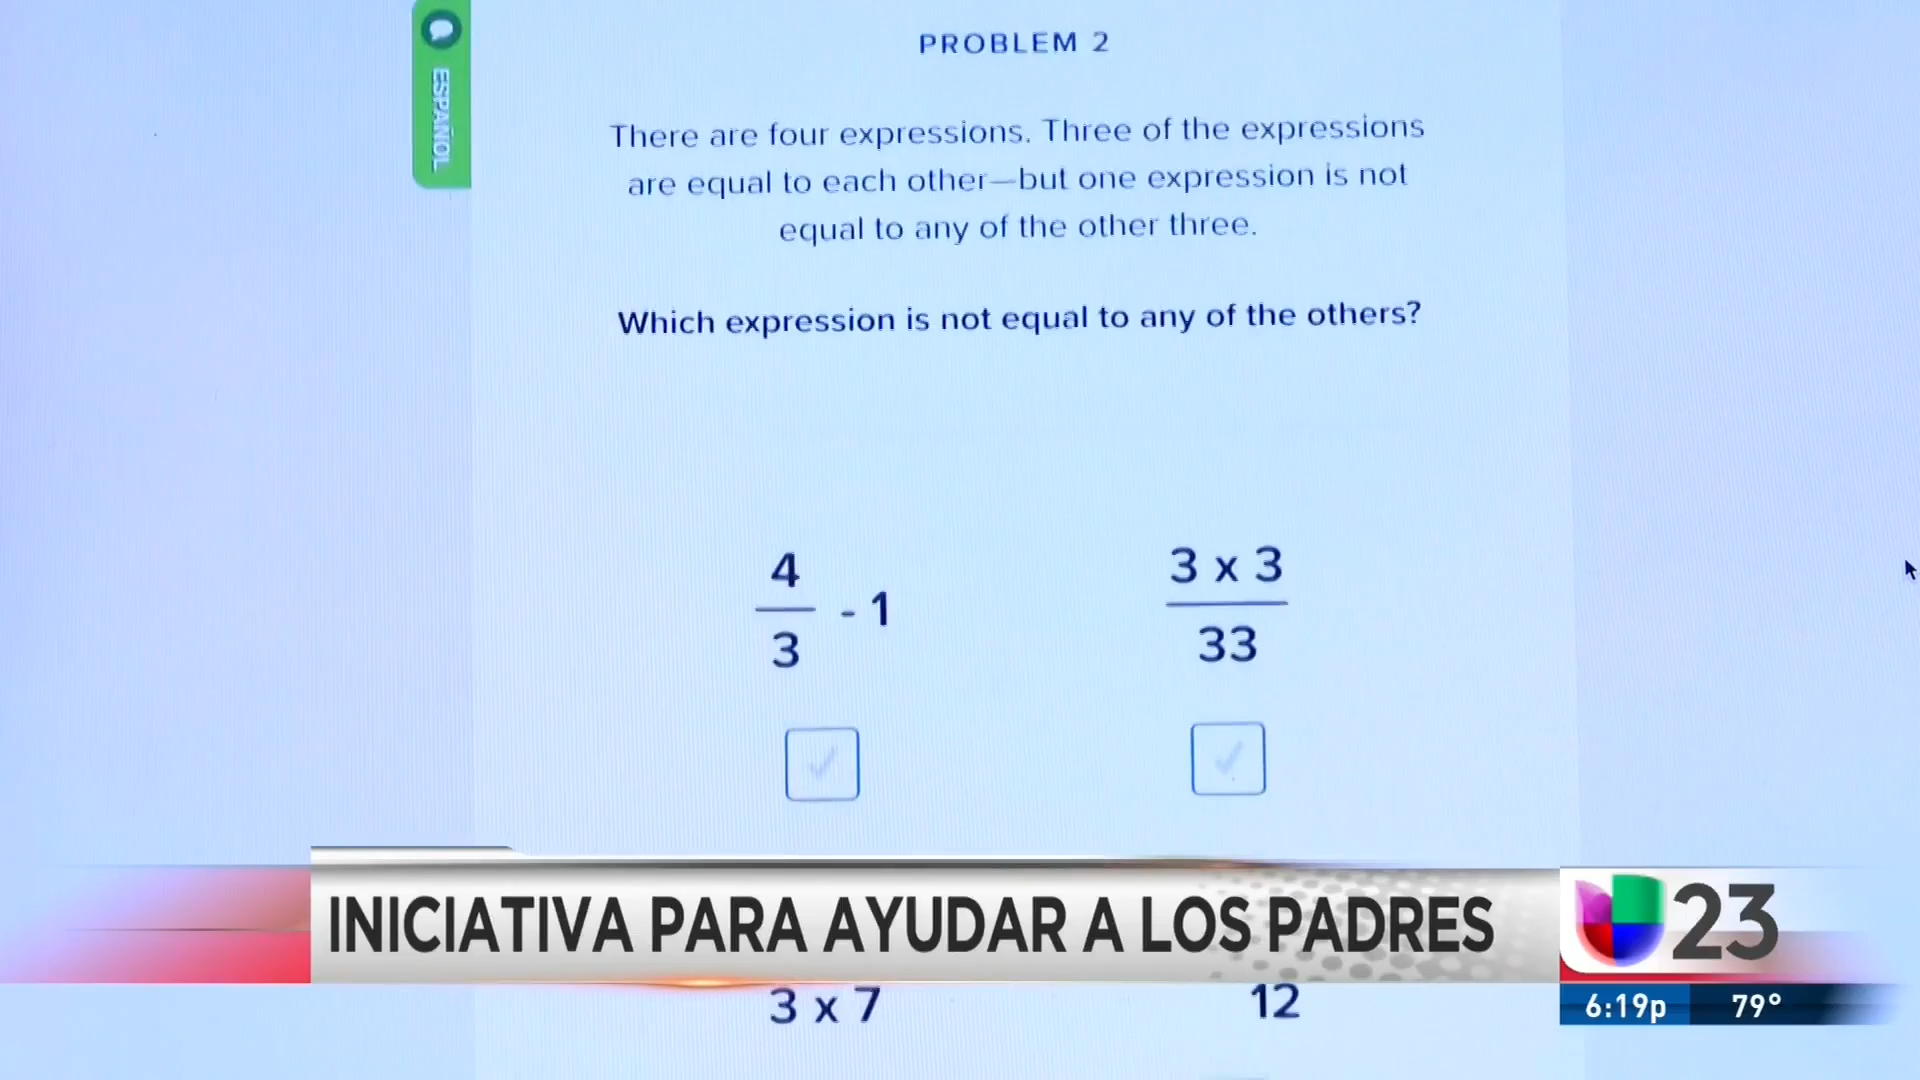 ESPAÑOL
PROBLEM 2
There are four expressions. Three of the expressions
are equal to each other—but one expression is not
equal to any of the other three.
Which expression is not equal to any of the others?
4
3
- 1
3 x 3
33
INICIATIVA PARA AYUDAR A LOS PADRES
23
3 x 7
12
6:19p 79°